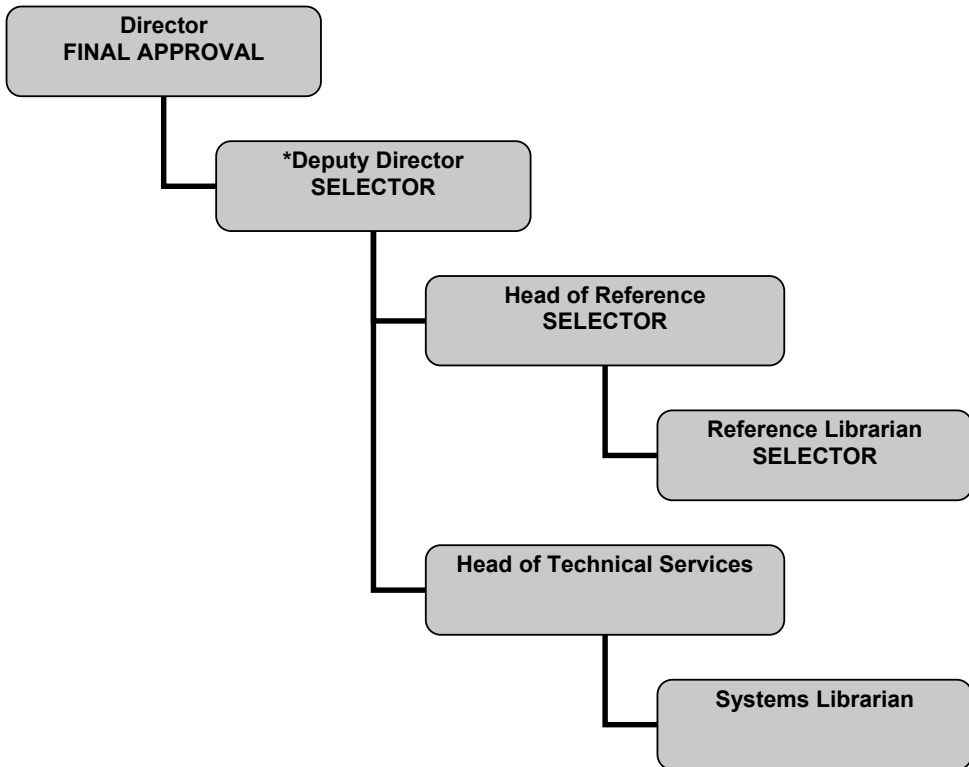 Director
FINAL APPROVAL
*Deputy Director
SELECTOR
Head of Reference
SELECTOR
Reference Librarian
SELECTOR
Head of Technical Services
Systems Librarian